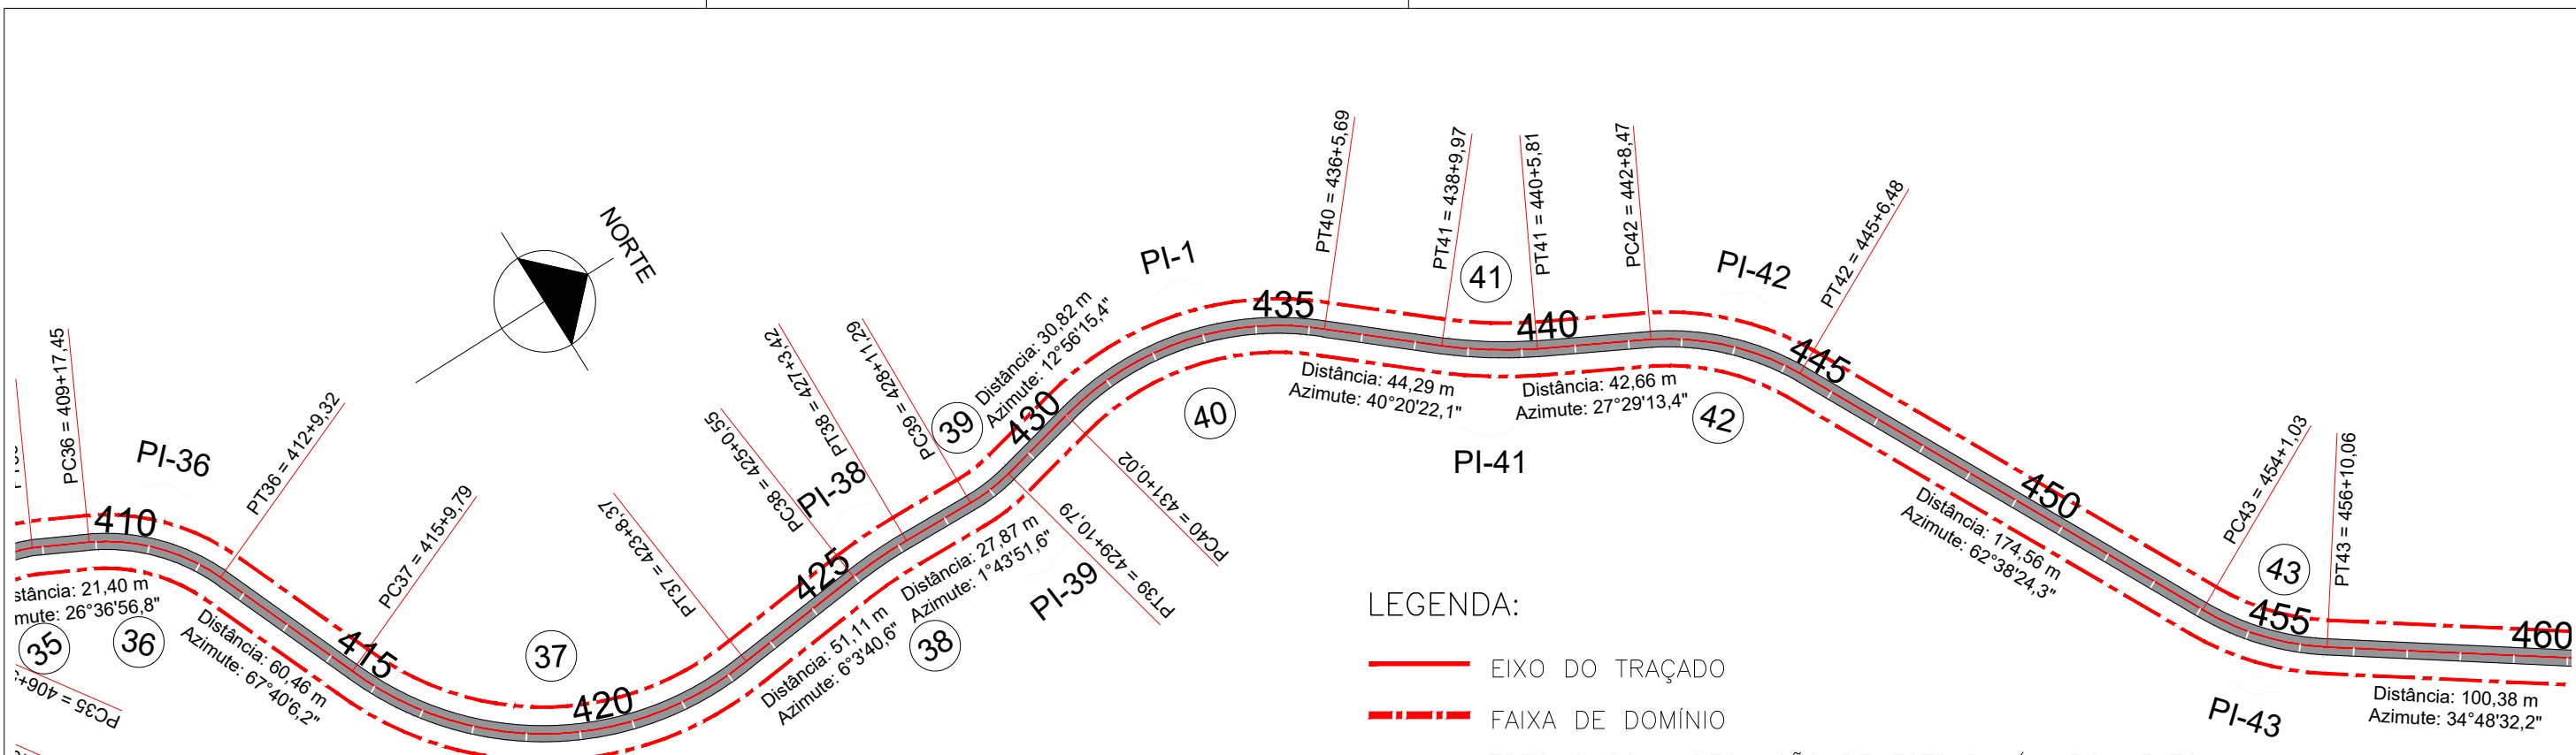 NORTE
PC36 = 409+17,45
PI-36
PT36 = 412+9,32
410
stância: 21,40 m
mute: 26°36'56,8"
35
36
PC35 = 406+
Distância: 60,46 m
Azimute: 67°40'6,2"
415
PC37 = 415+9,79
37
420
PT37 = 423+8,37
PC38 = 425+0,55
PI-38
425
PT38 = 427+3,42
Distância: 51,11 m
Azimute: 6°3'40,6"
38
PC39 = 428+11,29
39
Distância: 27,87 m
Azimute: 1°43'51,6"
PI-39
PT39 = 429+10,79
430
Distância: 30,82 m
Azimute: 12°56'15,4"
PC40 = 431+0,02
PI-1
40
435
PT40 = 436+5,69
Distância: 44,29 m
Azimute: 40°20'22,1"
PT41 = 438+9,97
41
PI-41
PT41 = 440+5,81
440
Distância: 42,66 m
Azimute: 27°29'13,4"
PC42 = 442+8,47
PI-42
42
PT42 = 445+6,48
445
450
Distância: 174,56 m
Azimute: 62°38'24,3"
PC43 = 454+1,03
43
455
PT43 = 456+10,06
PI-43
460
Distância: 100,38 m
Azimute: 34°48'32,2"
LEGENDA:
EIXO DO TRAÇADO
FAIXA DE DOMÍNIO